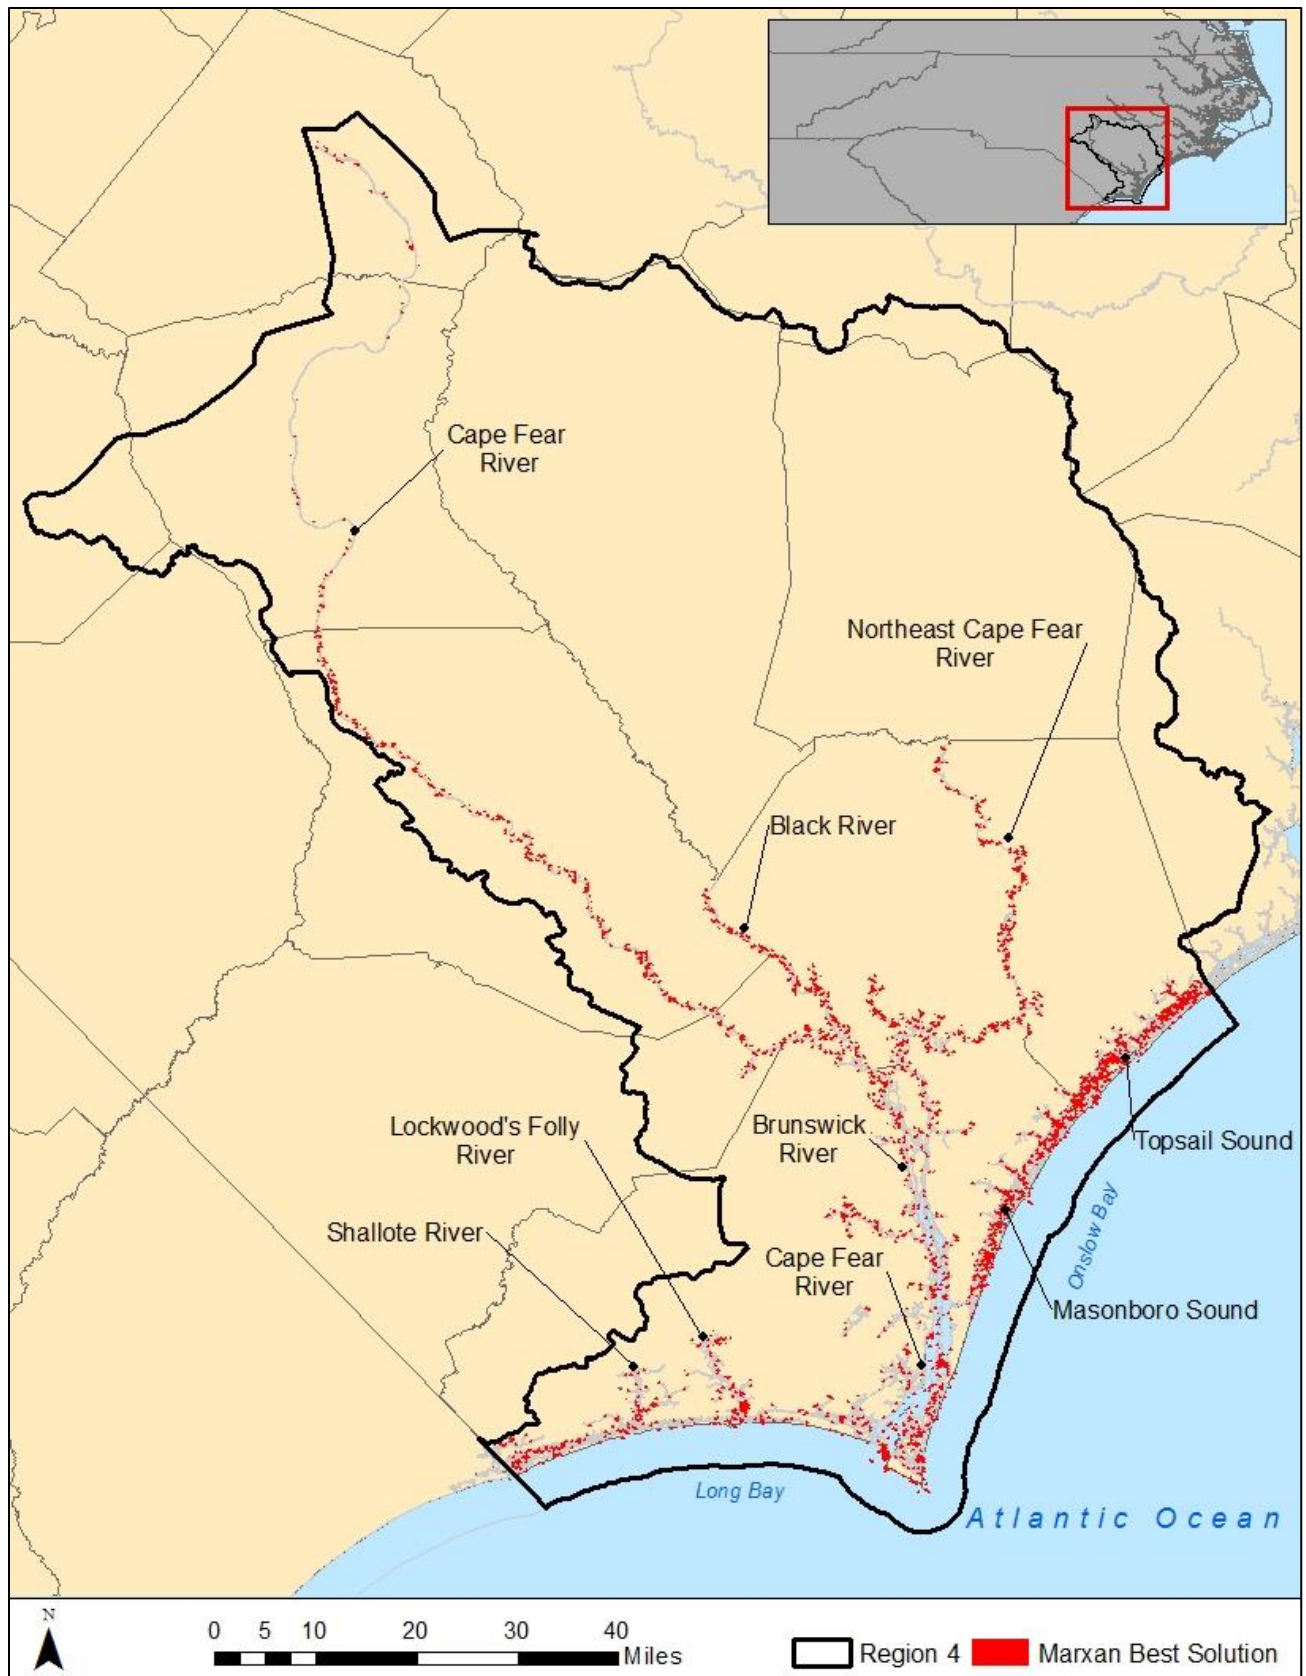 Cape Fear
River
Northeast Cape Fear
River
Black River
Lockwood's Folly
River
Brunswick
River
Topsail Sound
Shallote River
Cape Fear
River
Onslow Bay
Masonboro Sound
Long Bay
Atlantic Ocean
N
0 5 10 20 30 40
Miles
Region 4
Marxan Best Solution